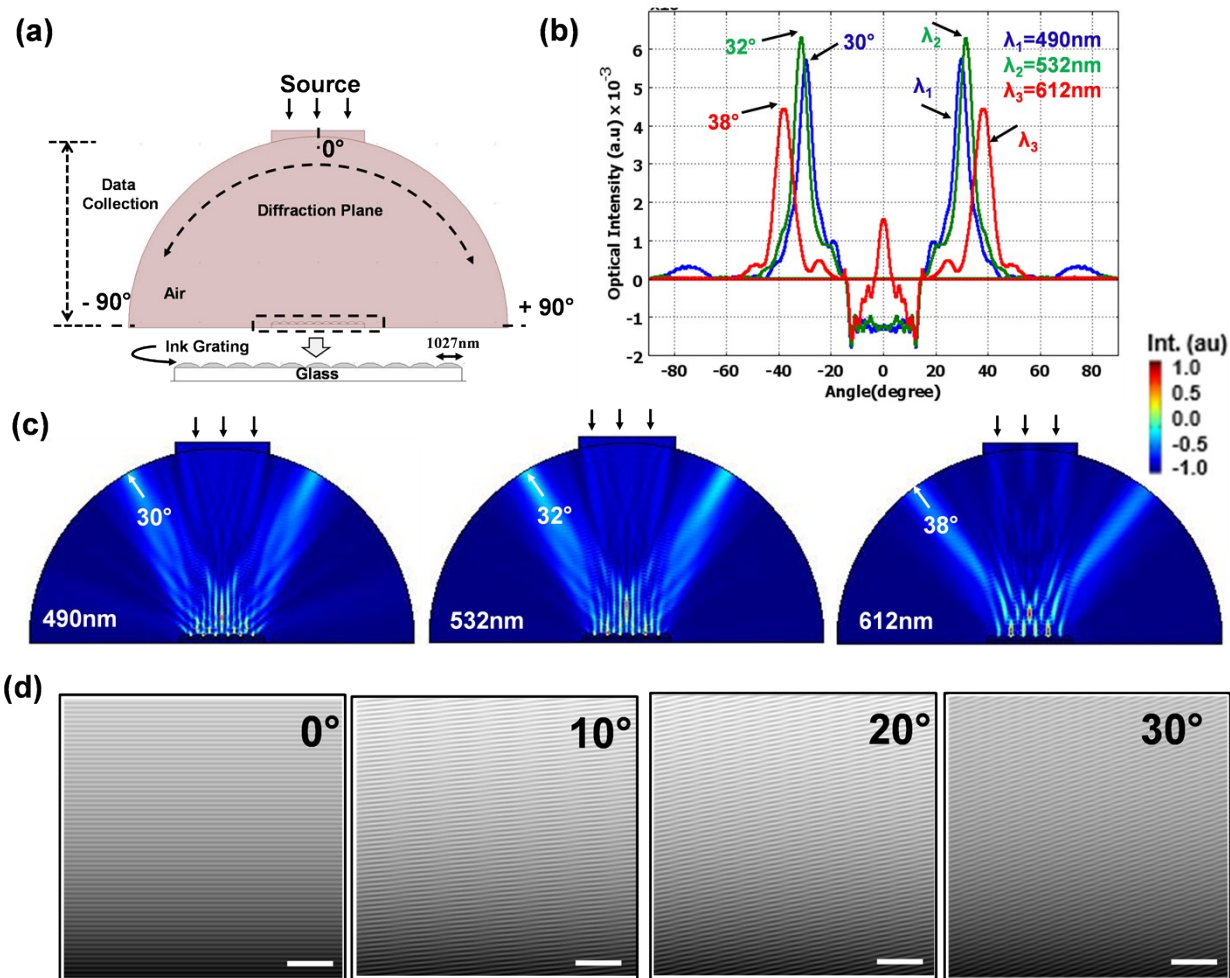 (a)
Source
0°
Data
Collection
Diffraction Plane
Air
- 90°
+ 90°
Ink Grating
1027nm
Glass
(b)
32°
30°
38°
λ₂
λ₁
λ₃
λ₁=490nm
λ₂=532nm
λ₃=612nm
Optical Intensity (a.u) x 10⁻³
6
5
4
3
2
1
0
-1
-2
-80 -60 -40 -20 0 20 40 60 80
Angle(degree)
Int. (au)
1.0
0.5
0.0
-0.5
-1.0
(c)
30°
490nm
32°
532nm
38°
612nm
(d)
0°
10°
20°
30°